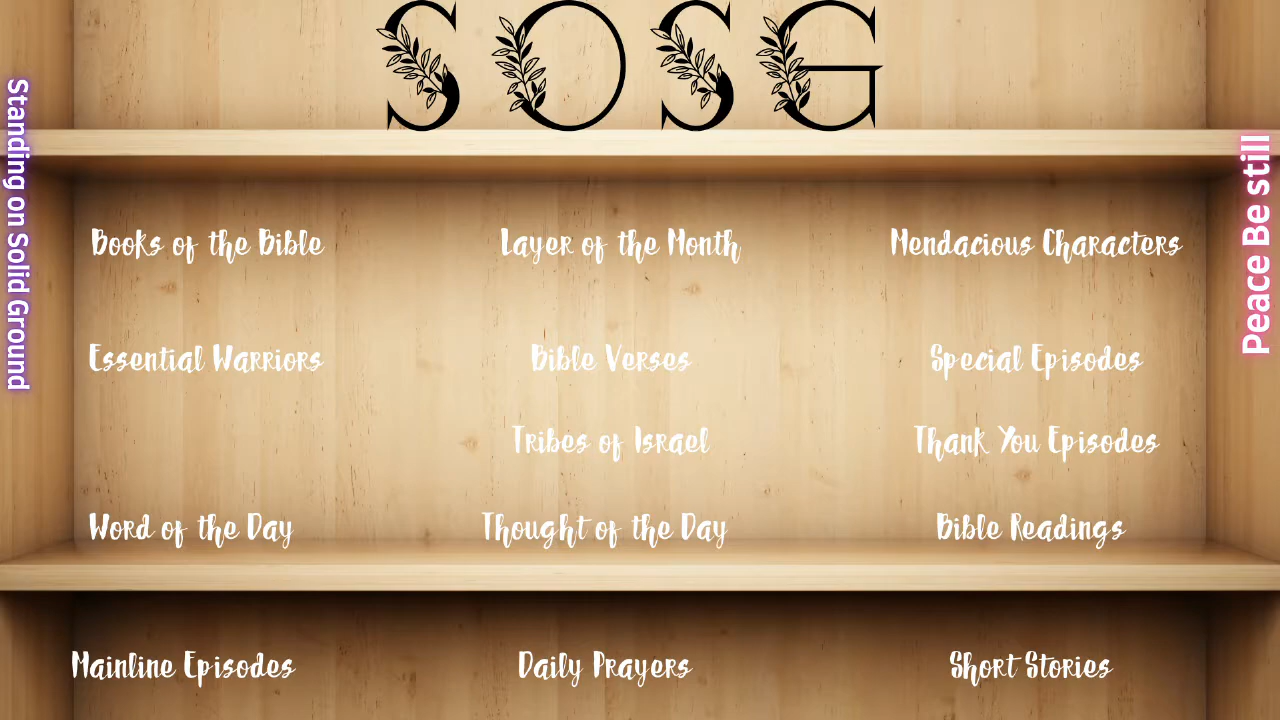 SOSG
Standing on Solid Ground
Peace Be still
Books of the Bible
Layer of the Month
Mendacious Characters
Essential Warriors
Bible Verses
Special Episodes
Tribes of Israel
Thank You Episodes
Word of the Day
Thought of the Day
Bible Readings
Mainline Episodes
Daily Prayers
Short Stories